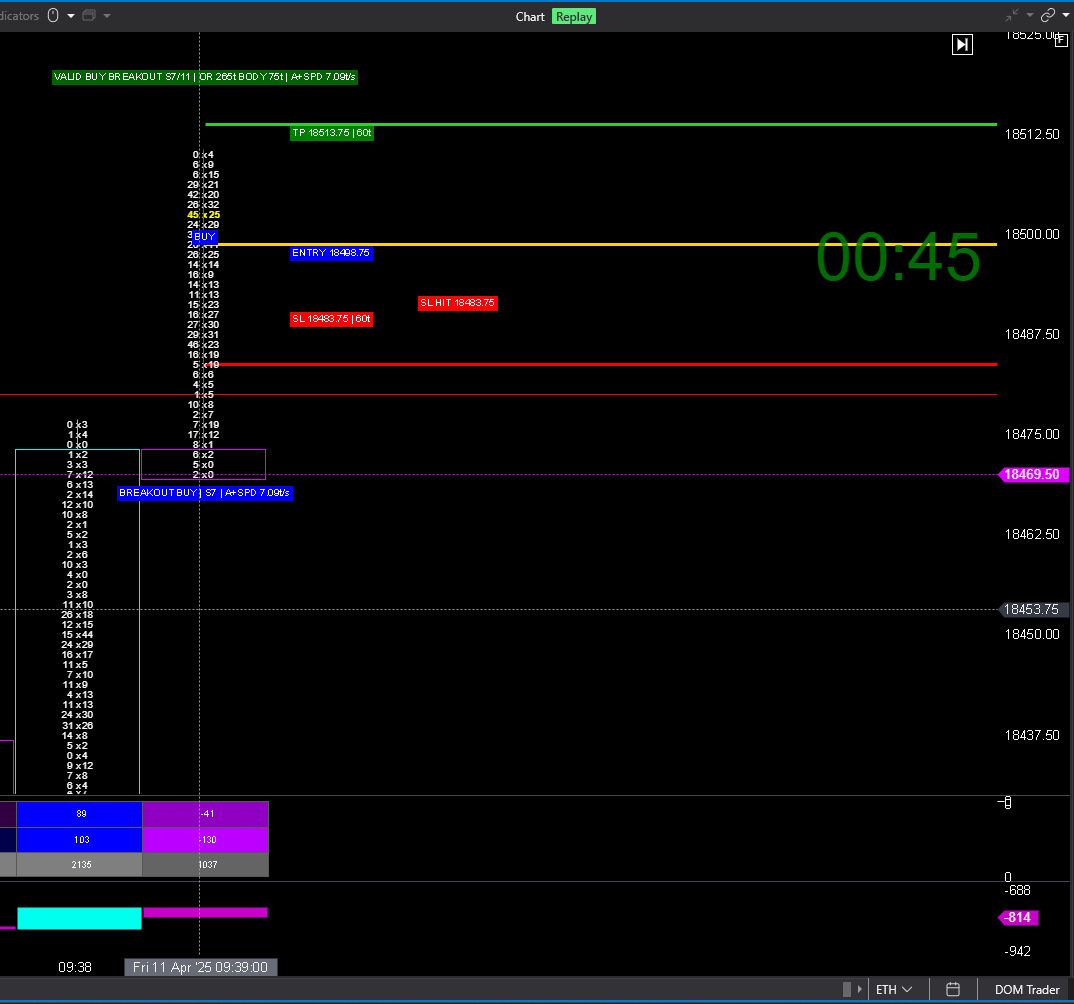 dicators
Chart Replay
18525.00
F
VALID BUY BREAKOUT S7/11 | OR 265t BODY 75t | A+ SPD 7.09t/s
TP 18513.75 | 60t
18512.50
0 x4
6 x9
6 x15
29 x21
42 x20
26 x32
45 x 25
24 x29
BUY
18500.00
00:45
ENTRY 18498.75
26 x25
14 x14
16 x9
14 x13
11 x13
15 x23
SL HIT 18483.75
16 x27
SL 18483.75 | 60t
27 x30
29 x31
18487.50
46 x23
16 x19
5 x19
6 x6
4 x5
1 x5
10 x8
2 x7
7 x19
17 x12
8 x1
6 x2
5 x0
2 x0
18475.00
18469.50
0 x3
1 x4
0 x0
1 x2
3 x3
7 x12
6 x13
2 x14
BREAKOUT BUY | S7 | A+ SPD 7.09t/s
12 x10
10 x8
2 x1
5 x2
18462.50
1 x3
2 x6
10 x3
4 x0
2 x0
3 x8
11 x10
18453.75
26 x18
12 x15
15 x44
18450.00
24 x29
16 x17
11 x5
7 x10
11 x9
4 x13
11 x13
24 x30
31 x26
14 x8
18437.50
5 x2
0 x4
9 x12
7 x8
6 x4
89 -41
103 -130
2135 1037
0
-688
-814
-942
09:38
Fri 11 Apr '25 09:39:00
ETH
DOM Trader